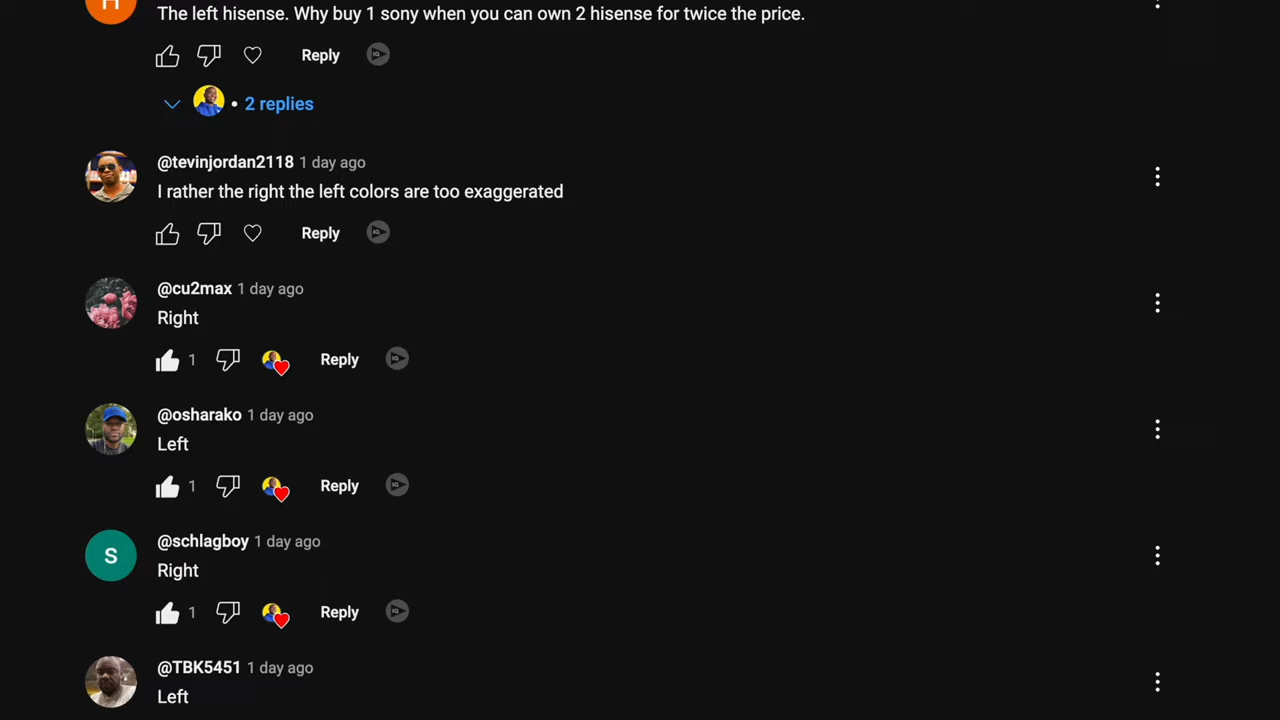 H
The left hisense. Why buy 1 sony when you can own 2 hisense for twice the price.
Reply
2 replies
@tevinjordan2118 1 day ago
I rather the right the left colors are too exaggerated
Reply
@cu2max 1 day ago
Right
1 Reply
@osharako 1 day ago
Left
1 Reply
S
@schlagboy 1 day ago
Right
1 Reply
@TBK5451 1 day ago
Left